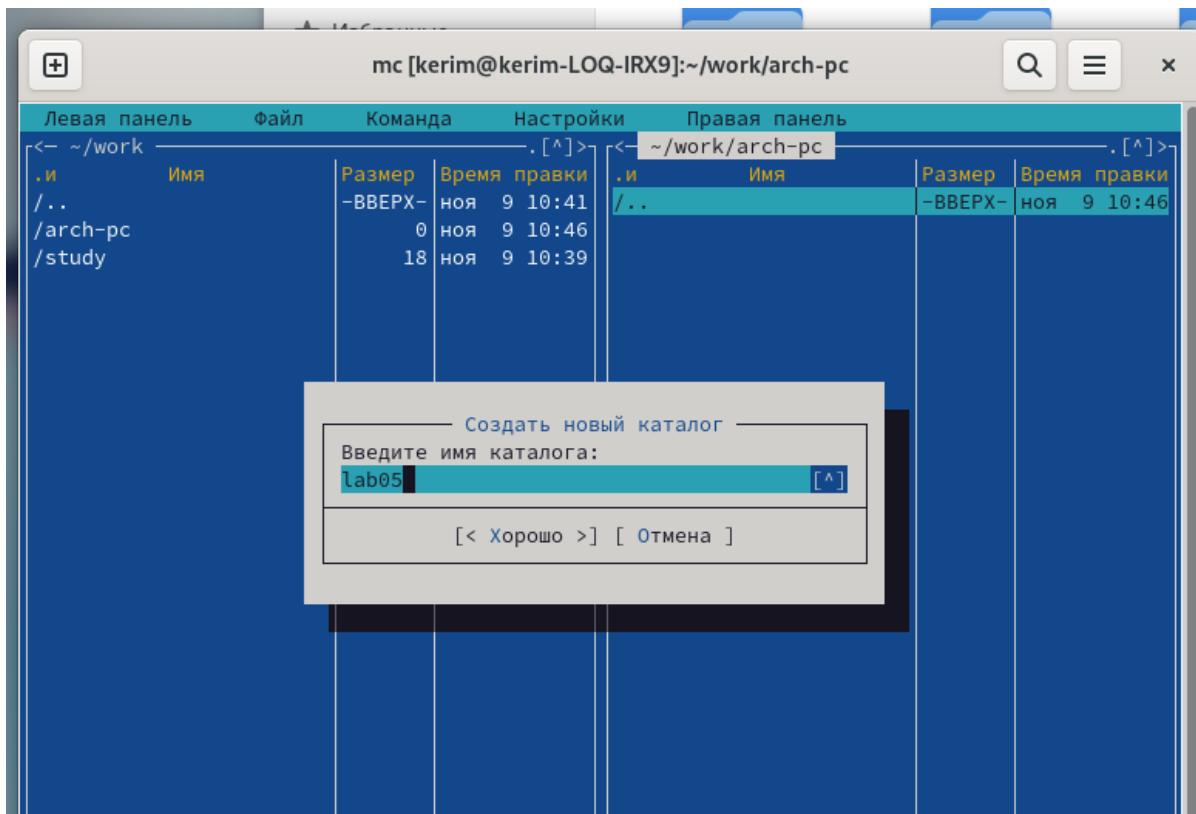 mc [kerim@kerim-LOQ-IRX9]:~/work/arch-pc
Левая панель Файл Команда Настройки Правая панель
<— ~/work .[^]> <— ~/work/arch-pc .[^]>
.и Имя Размер Время правки .и Имя Размер Время правки
/.. -ВВЕРХ- ноя 9 10:41 /.. -ВВЕРХ- ноя 9 10:46
/arch-pc 0 ноя 9 10:46
/study 18 ноя 9 10:39
Создать новый каталог
Введите имя каталога:
lab05 [^]
[< Хорошо >] [ Отмена ]